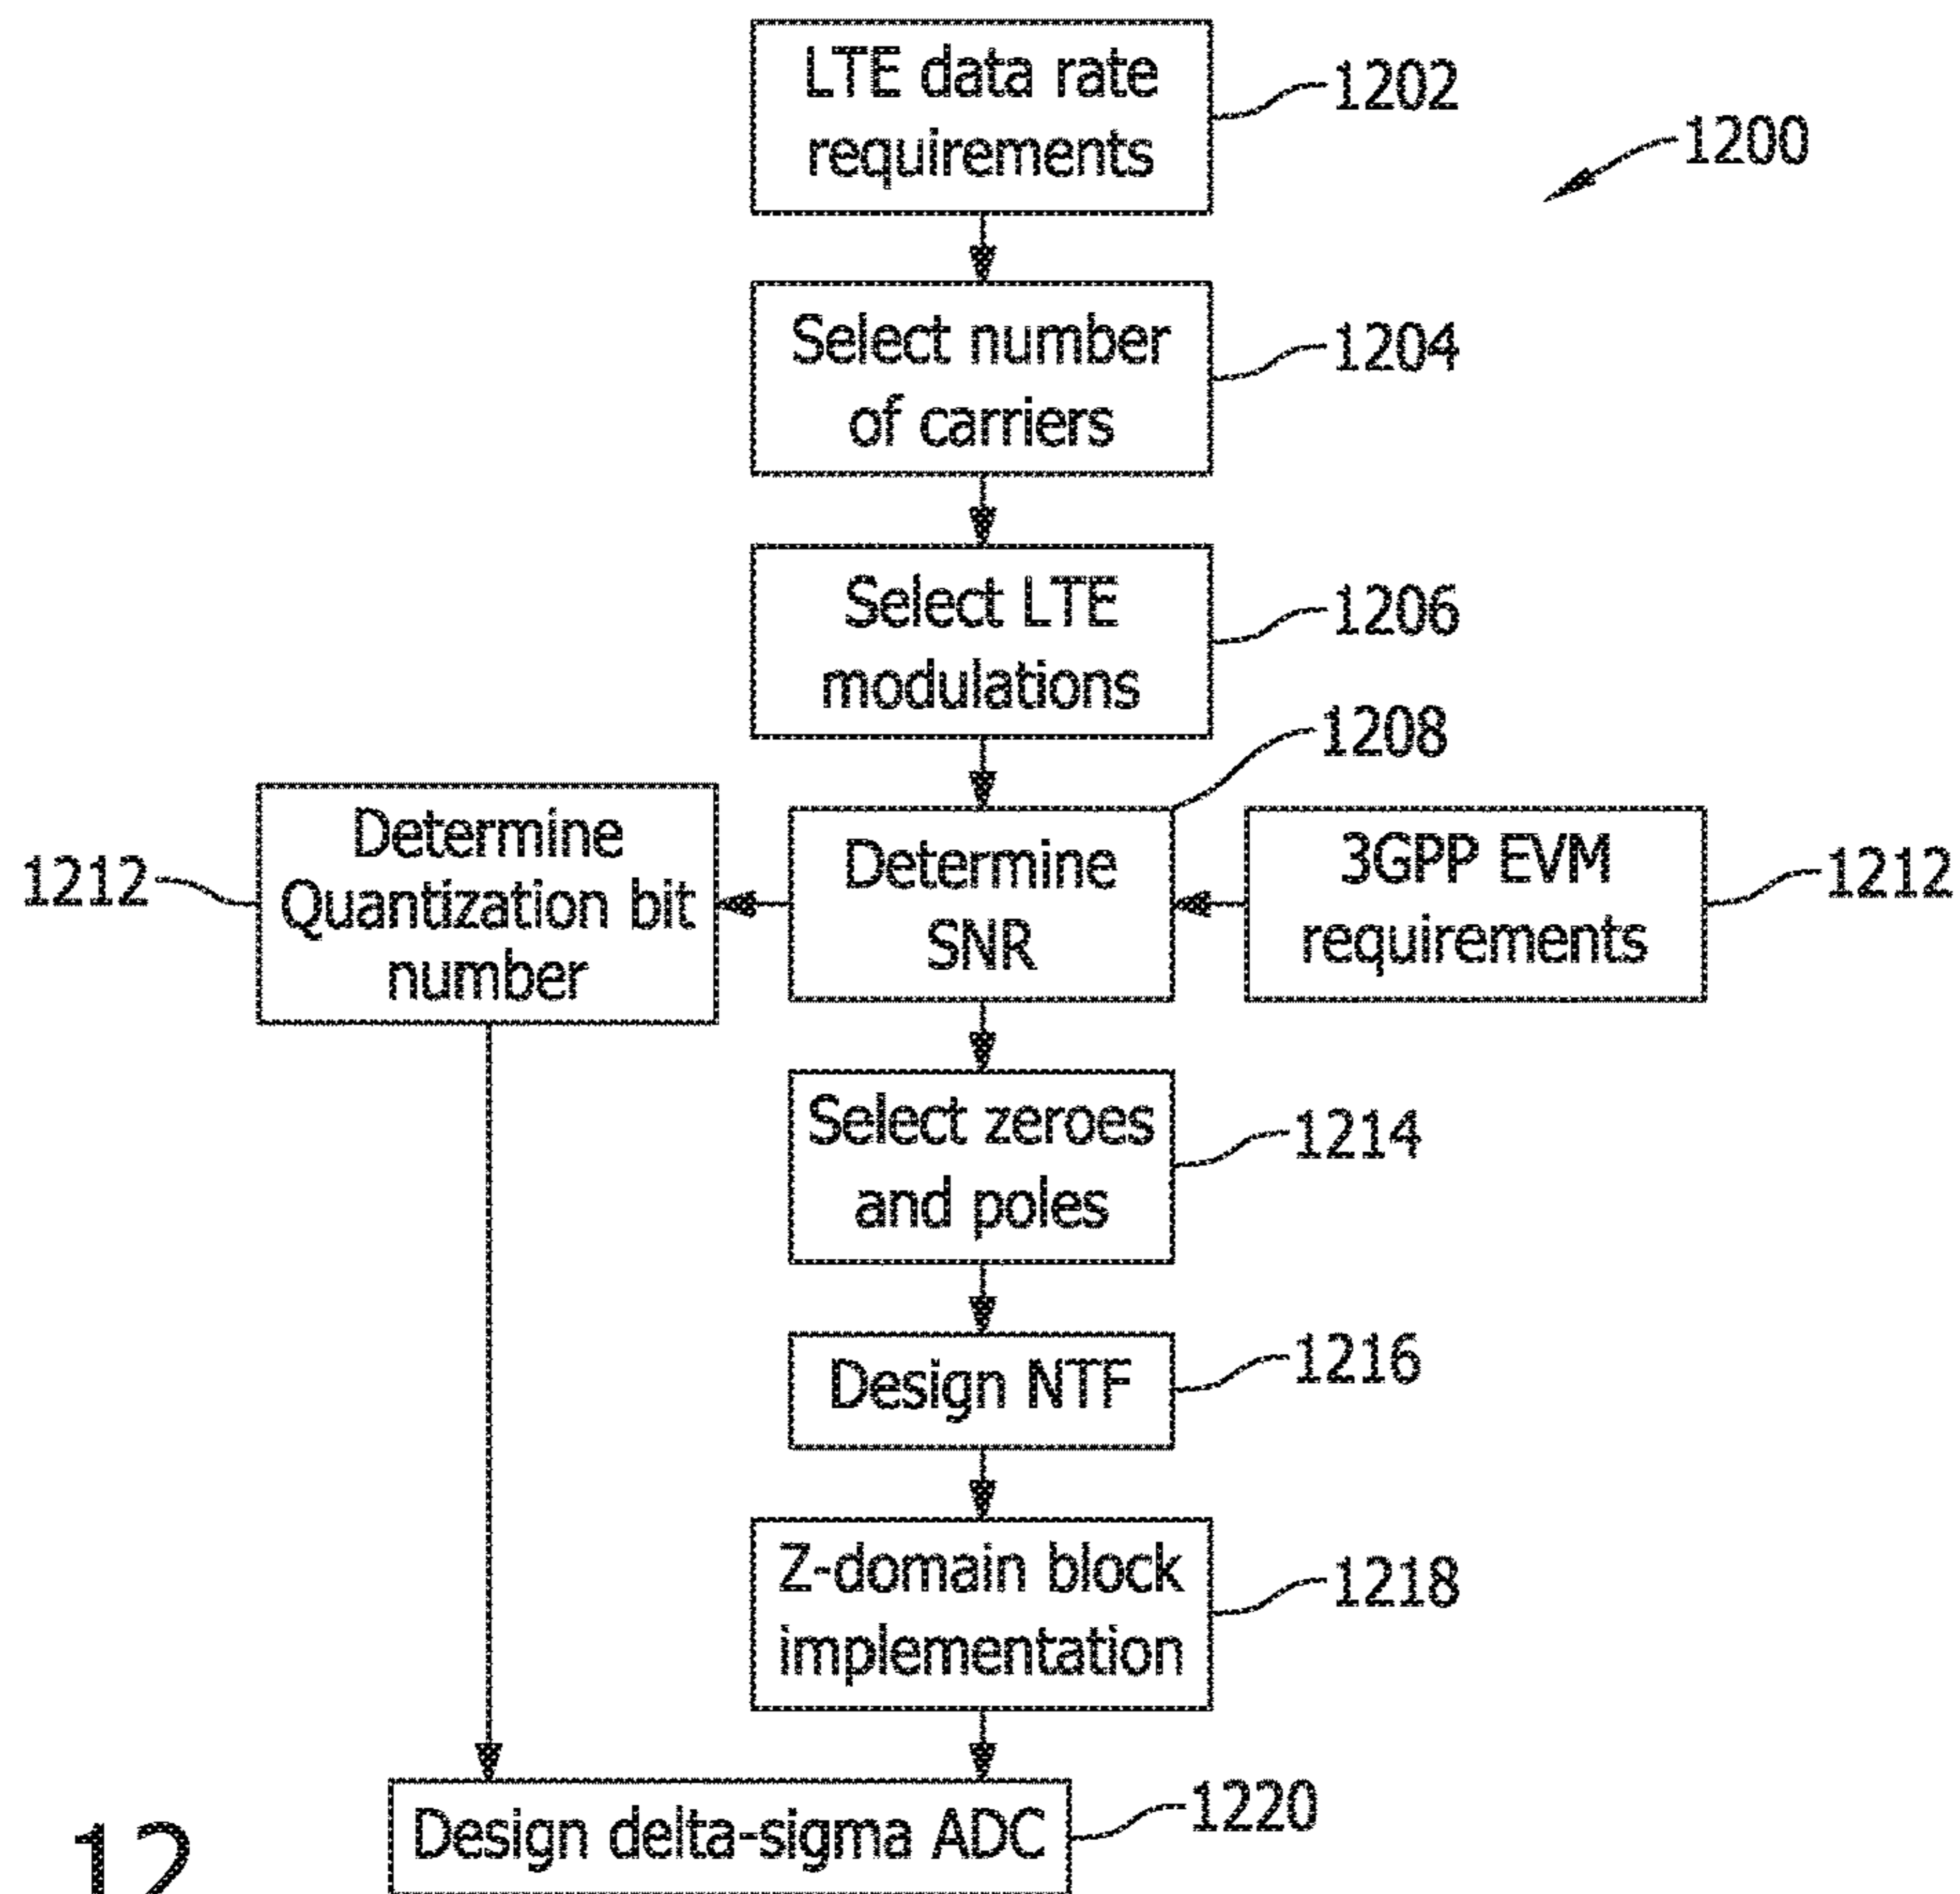 LTE data rate
requirements
1202
1200
Select number
of carriers
1204
Select LTE
modulations
1206
1208
Determine
Quantization bit
number
1212
Determine
SNR
3GPP EVM
requirements
1212
Select zeroes
and poles
1214
Design NTF
1216
Z-domain block
implementation
1218
Design delta-sigma ADC
1220
12